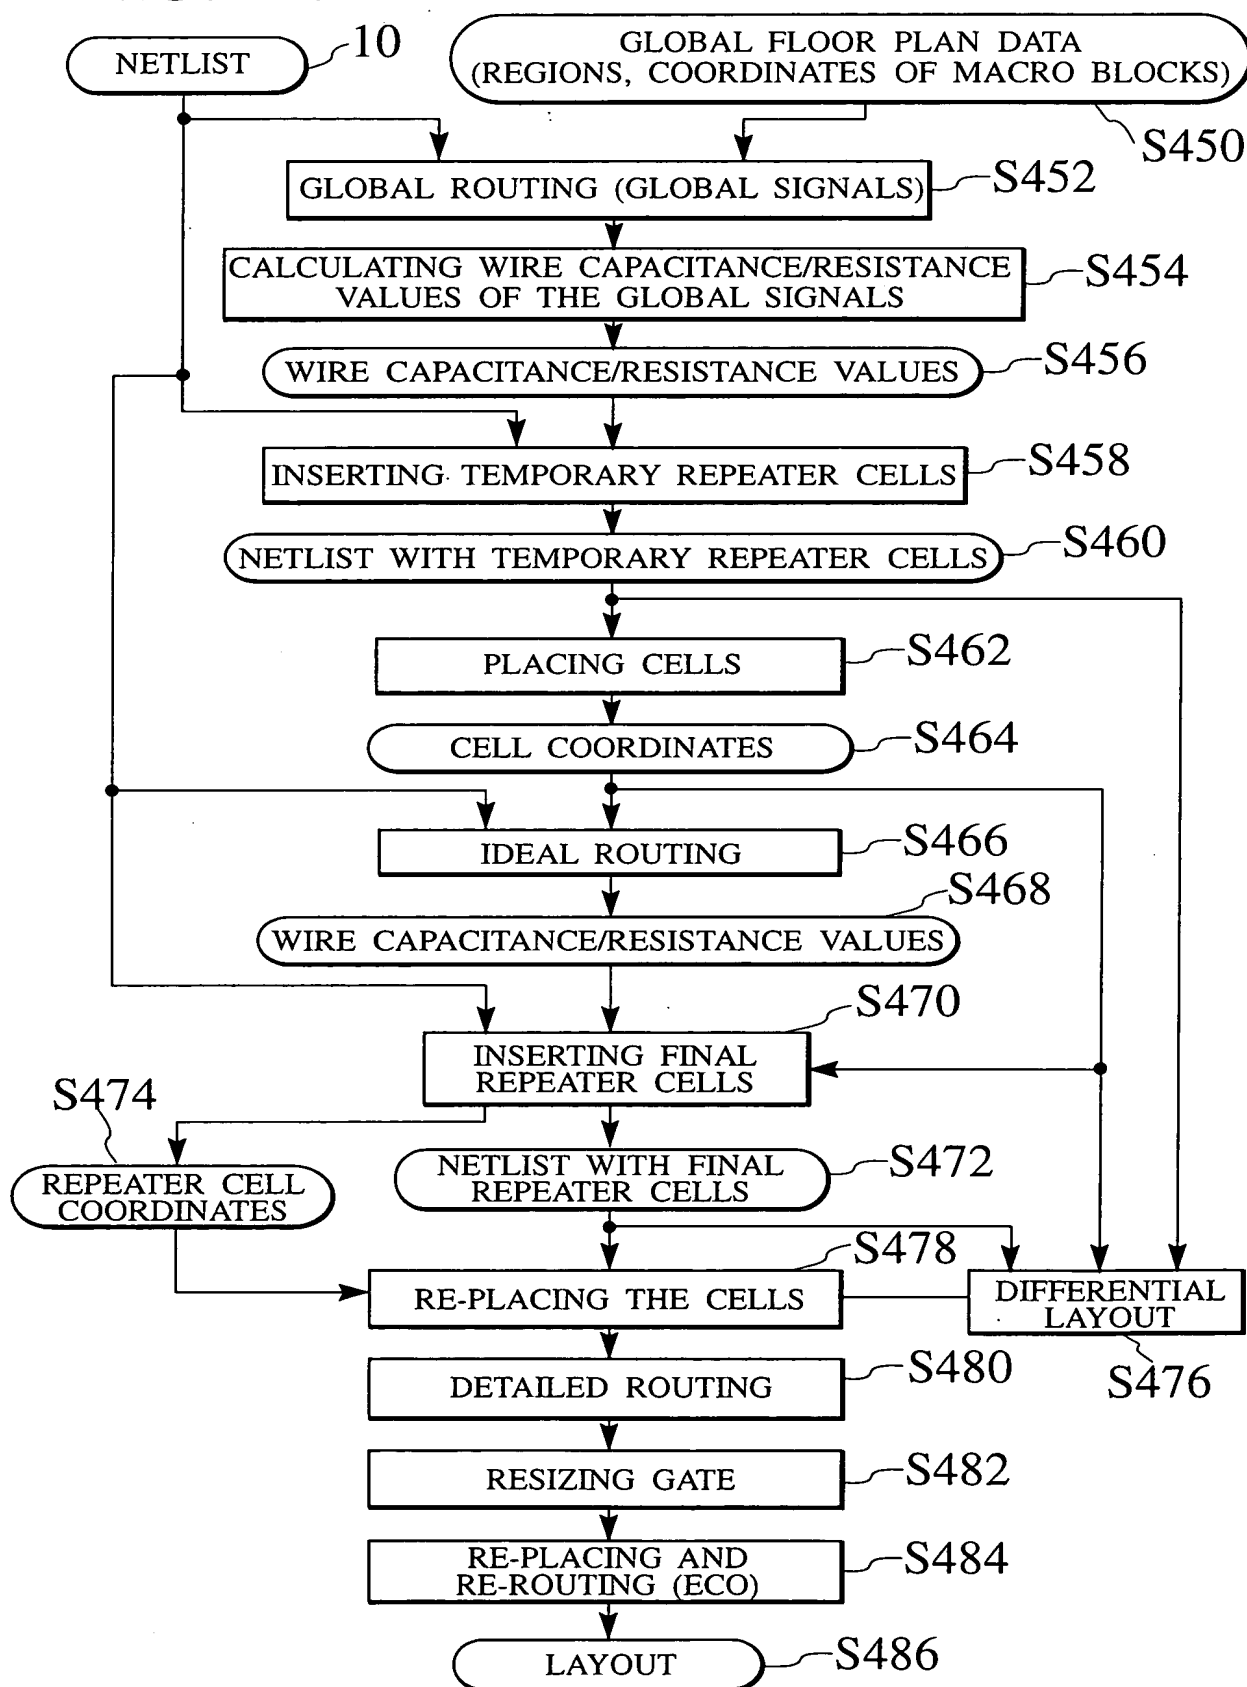 NETLIST
10
GLOBAL FLOOR PLAN DATA
(REGIONS, COORDINATES OF MACRO BLOCKS)
S450
GLOBAL ROUTING (GLOBAL SIGNALS)
S452
CALCULATING WIRE CAPACITANCE/RESISTANCE
VALUES OF THE GLOBAL SIGNALS
S454
WIRE CAPACITANCE/RESISTANCE VALUES
S456
INSERTING TEMPORARY REPEATER CELLS
S458
NETLIST WITH TEMPORARY REPEATER CELLS
S460
PLACING CELLS
S462
CELL COORDINATES
S464
IDEAL ROUTING
S466
S468
WIRE CAPACITANCE/RESISTANCE VALUES
S470
INSERTING FINAL
REPEATER CELLS
S474
REPEATER CELL
COORDINATES
NETLIST WITH FINAL
REPEATER CELLS
S472
S478
RE-PLACING THE CELLS
DIFFERENTIAL
LAYOUT
S476
DETAILED ROUTING
S480
RESIZING GATE
S482
RE-PLACING AND
RE-ROUTING (ECO)
S484
LAYOUT
S486